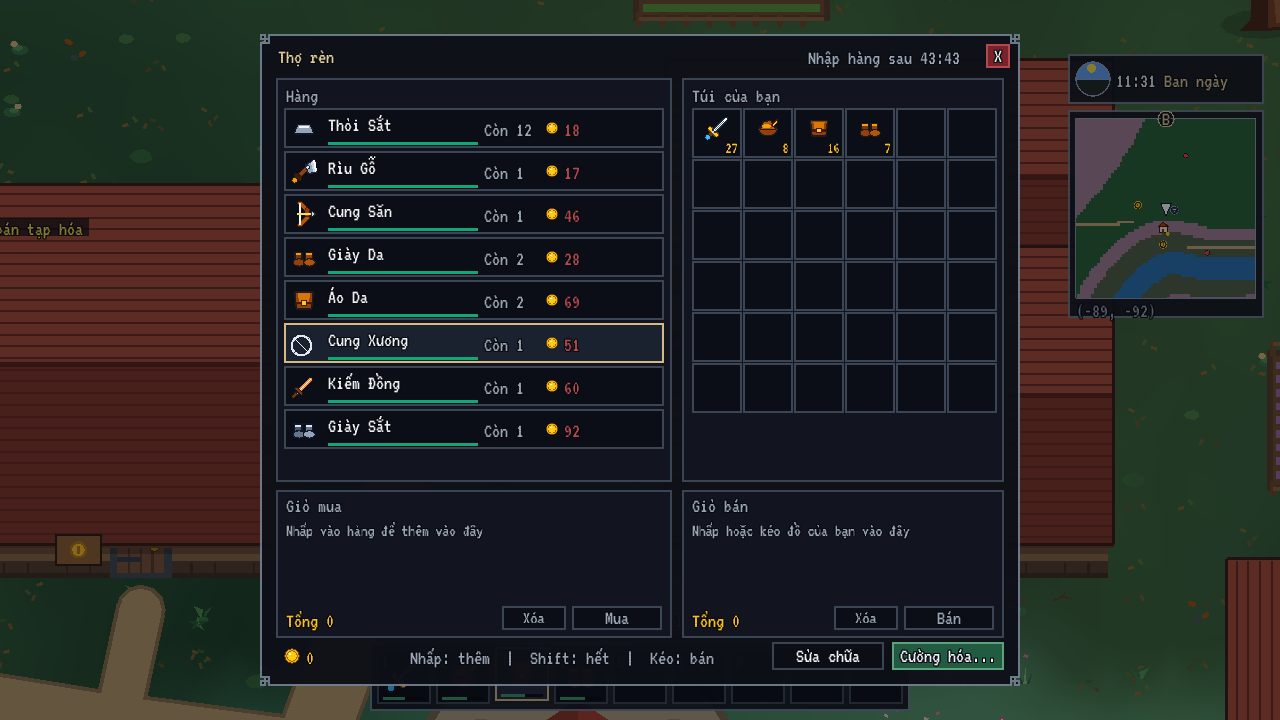 Thợ rèn
Nhập hàng sau 43:43
X
Hàng
Thỏi Sắt
Còn 12
18
Rìu Gỗ
Còn 1
17
Cung Săn
Còn 1
46
Giày Da
Còn 2
28
Áo Da
Còn 2
69
Cung Xương
Còn 1
51
Kiếm Đồng
Còn 1
60
Giày Sắt
Còn 1
92
Túi của bạn
27
8
16
7
Giỏ mua
Nhấp vào hàng để thêm vào đây
Tổng 0
Xóa
Mua
Giỏ bán
Nhấp hoặc kéo đồ của bạn vào đây
Tổng 0
Xóa
Bán
0
Nhấp: thêm | Shift: hết | Kéo: bán
Sửa chữa
Cường hóa...
11:31 Ban ngày
B
(-89, -92)
tạp hóa